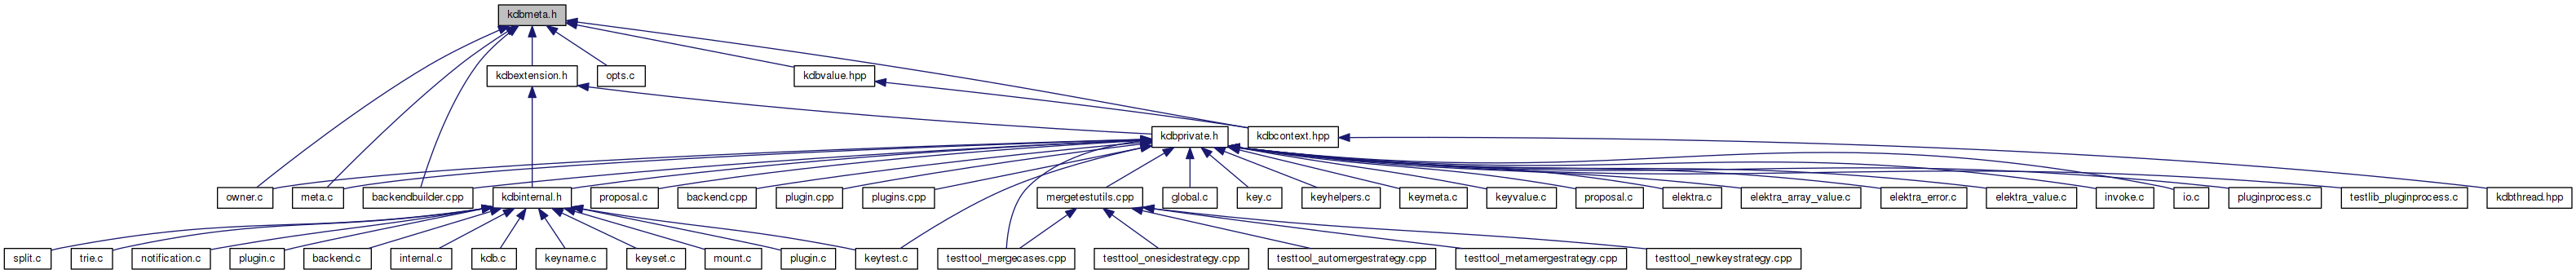 kdbmeta.h
kdbextension.h
opts.c
kdbvalue.hpp
kdbprivate.h
kdbcontext.hpp
owner.c
meta.c
backendbuilder.cpp
kdbinternal.h
proposal.c
backend.cpp
plugin.cpp
plugins.cpp
mergetestutils.cpp
global.c
key.c
keyhelpers.c
keymeta.c
keyvalue.c
proposal.c
elektra.c
elektra_array_value.c
elektra_error.c
elektra_value.c
invoke.c
io.c
pluginprocess.c
testlib_pluginprocess.c
kdbthread.hpp
split.c
trie.c
notification.c
plugin.c
backend.c
internal.c
kdb.c
keyname.c
keyset.c
mount.c
plugin.c
keytest.c
testtool_mergecases.cpp
testtool_onesidestrategy.cpp
testtool_automergestrategy.cpp
testtool_metamergestrategy.cpp
testtool_newkeystrategy.cpp